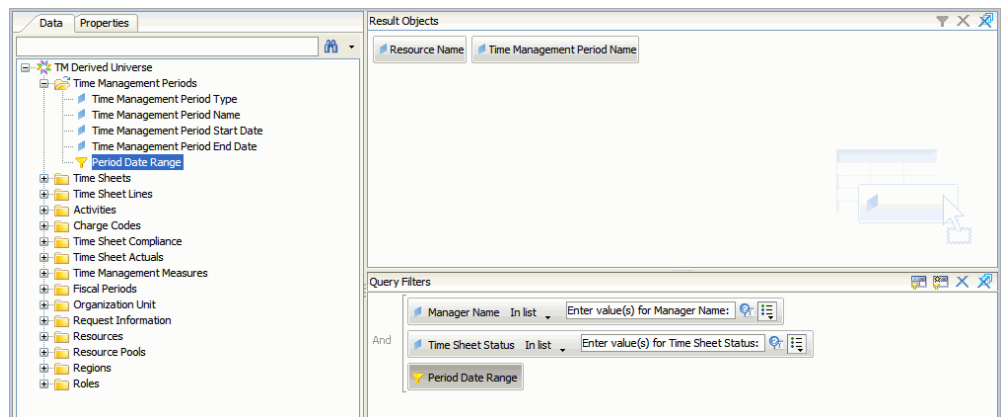 Data Properties
TM Derived Universe
Time Management Periods
Time Management Period Type
Time Management Period Name
Time Management Period Start Date
Time Management Period End Date
Period Date Range
Time Sheets
Time Sheet Lines
Activities
Charge Codes
Time Sheet Compliance
Time Sheet Actuals
Time Management Measures
Fiscal Periods
Organization Unit
Request Information
Resources
Resource Pools
Regions
Roles
Result Objects
Resource Name Time Management Period Name
Query Filters
Manager Name In list Enter value(s) for Manager Name:
And
Time Sheet Status In list Enter value(s) for Time Sheet Status:
Period Date Range